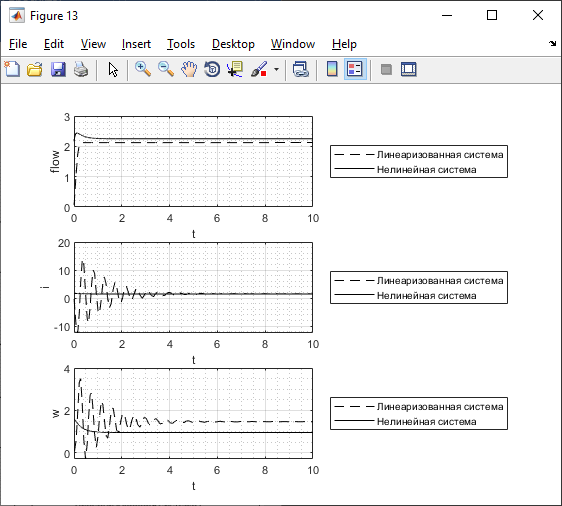 Figure 13
File Edit View Insert Tools Desktop Window Help
3
2
1
0
flow
0 2 4 6 8 10
t
Линеаризованная система
Нелинейная система
20
10
0
-10
i
0 2 4 6 8 10
t
Линеаризованная система
Нелинейная система
4
2
0
w
0 2 4 6 8 10
t
Линеаризованная система
Нелинейная система